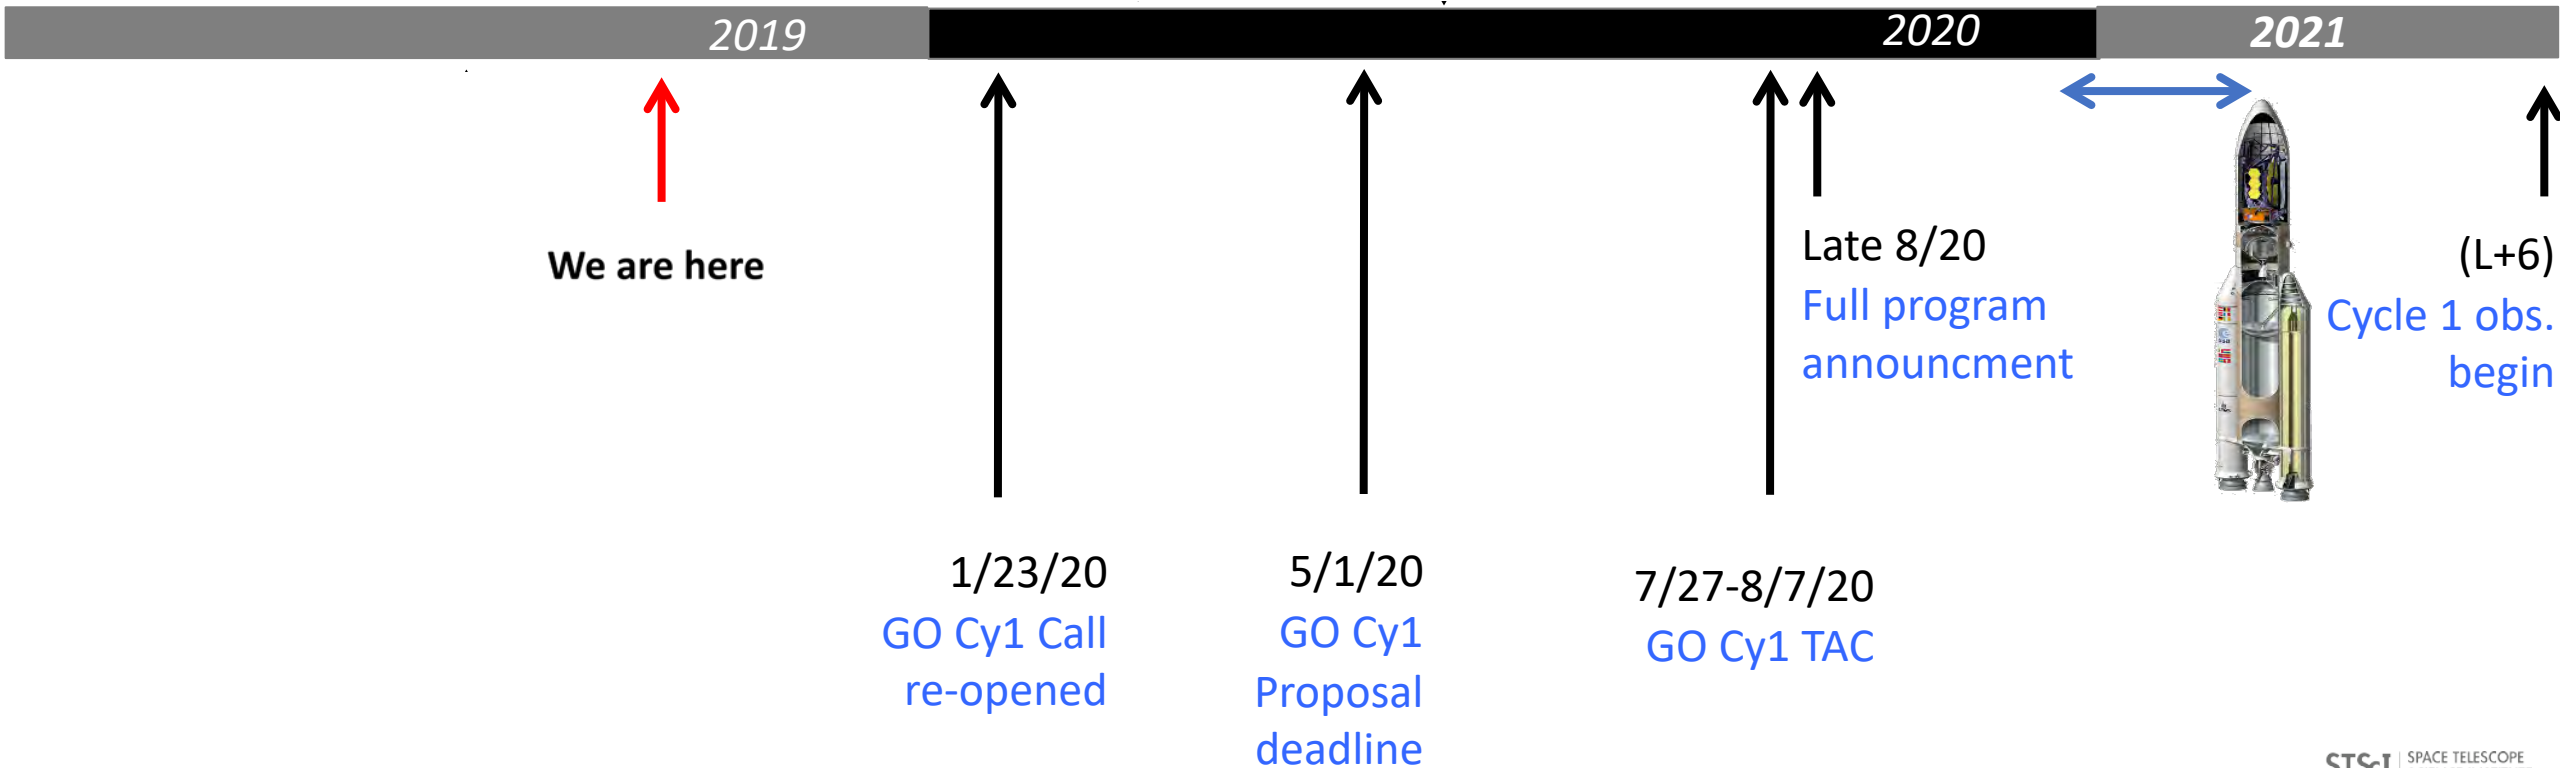 2019
2020
2021
We are here
Late 8/20
Full program
announcment
(L+6)
Cycle 1 obs.
begin
1/23/20
GO Cy1 Call
re-opened
5/1/20
GO Cy1
Proposal
deadline
7/27-8/7/20
GO Cy1 TAC
STScI
SPACE TELESCOPE